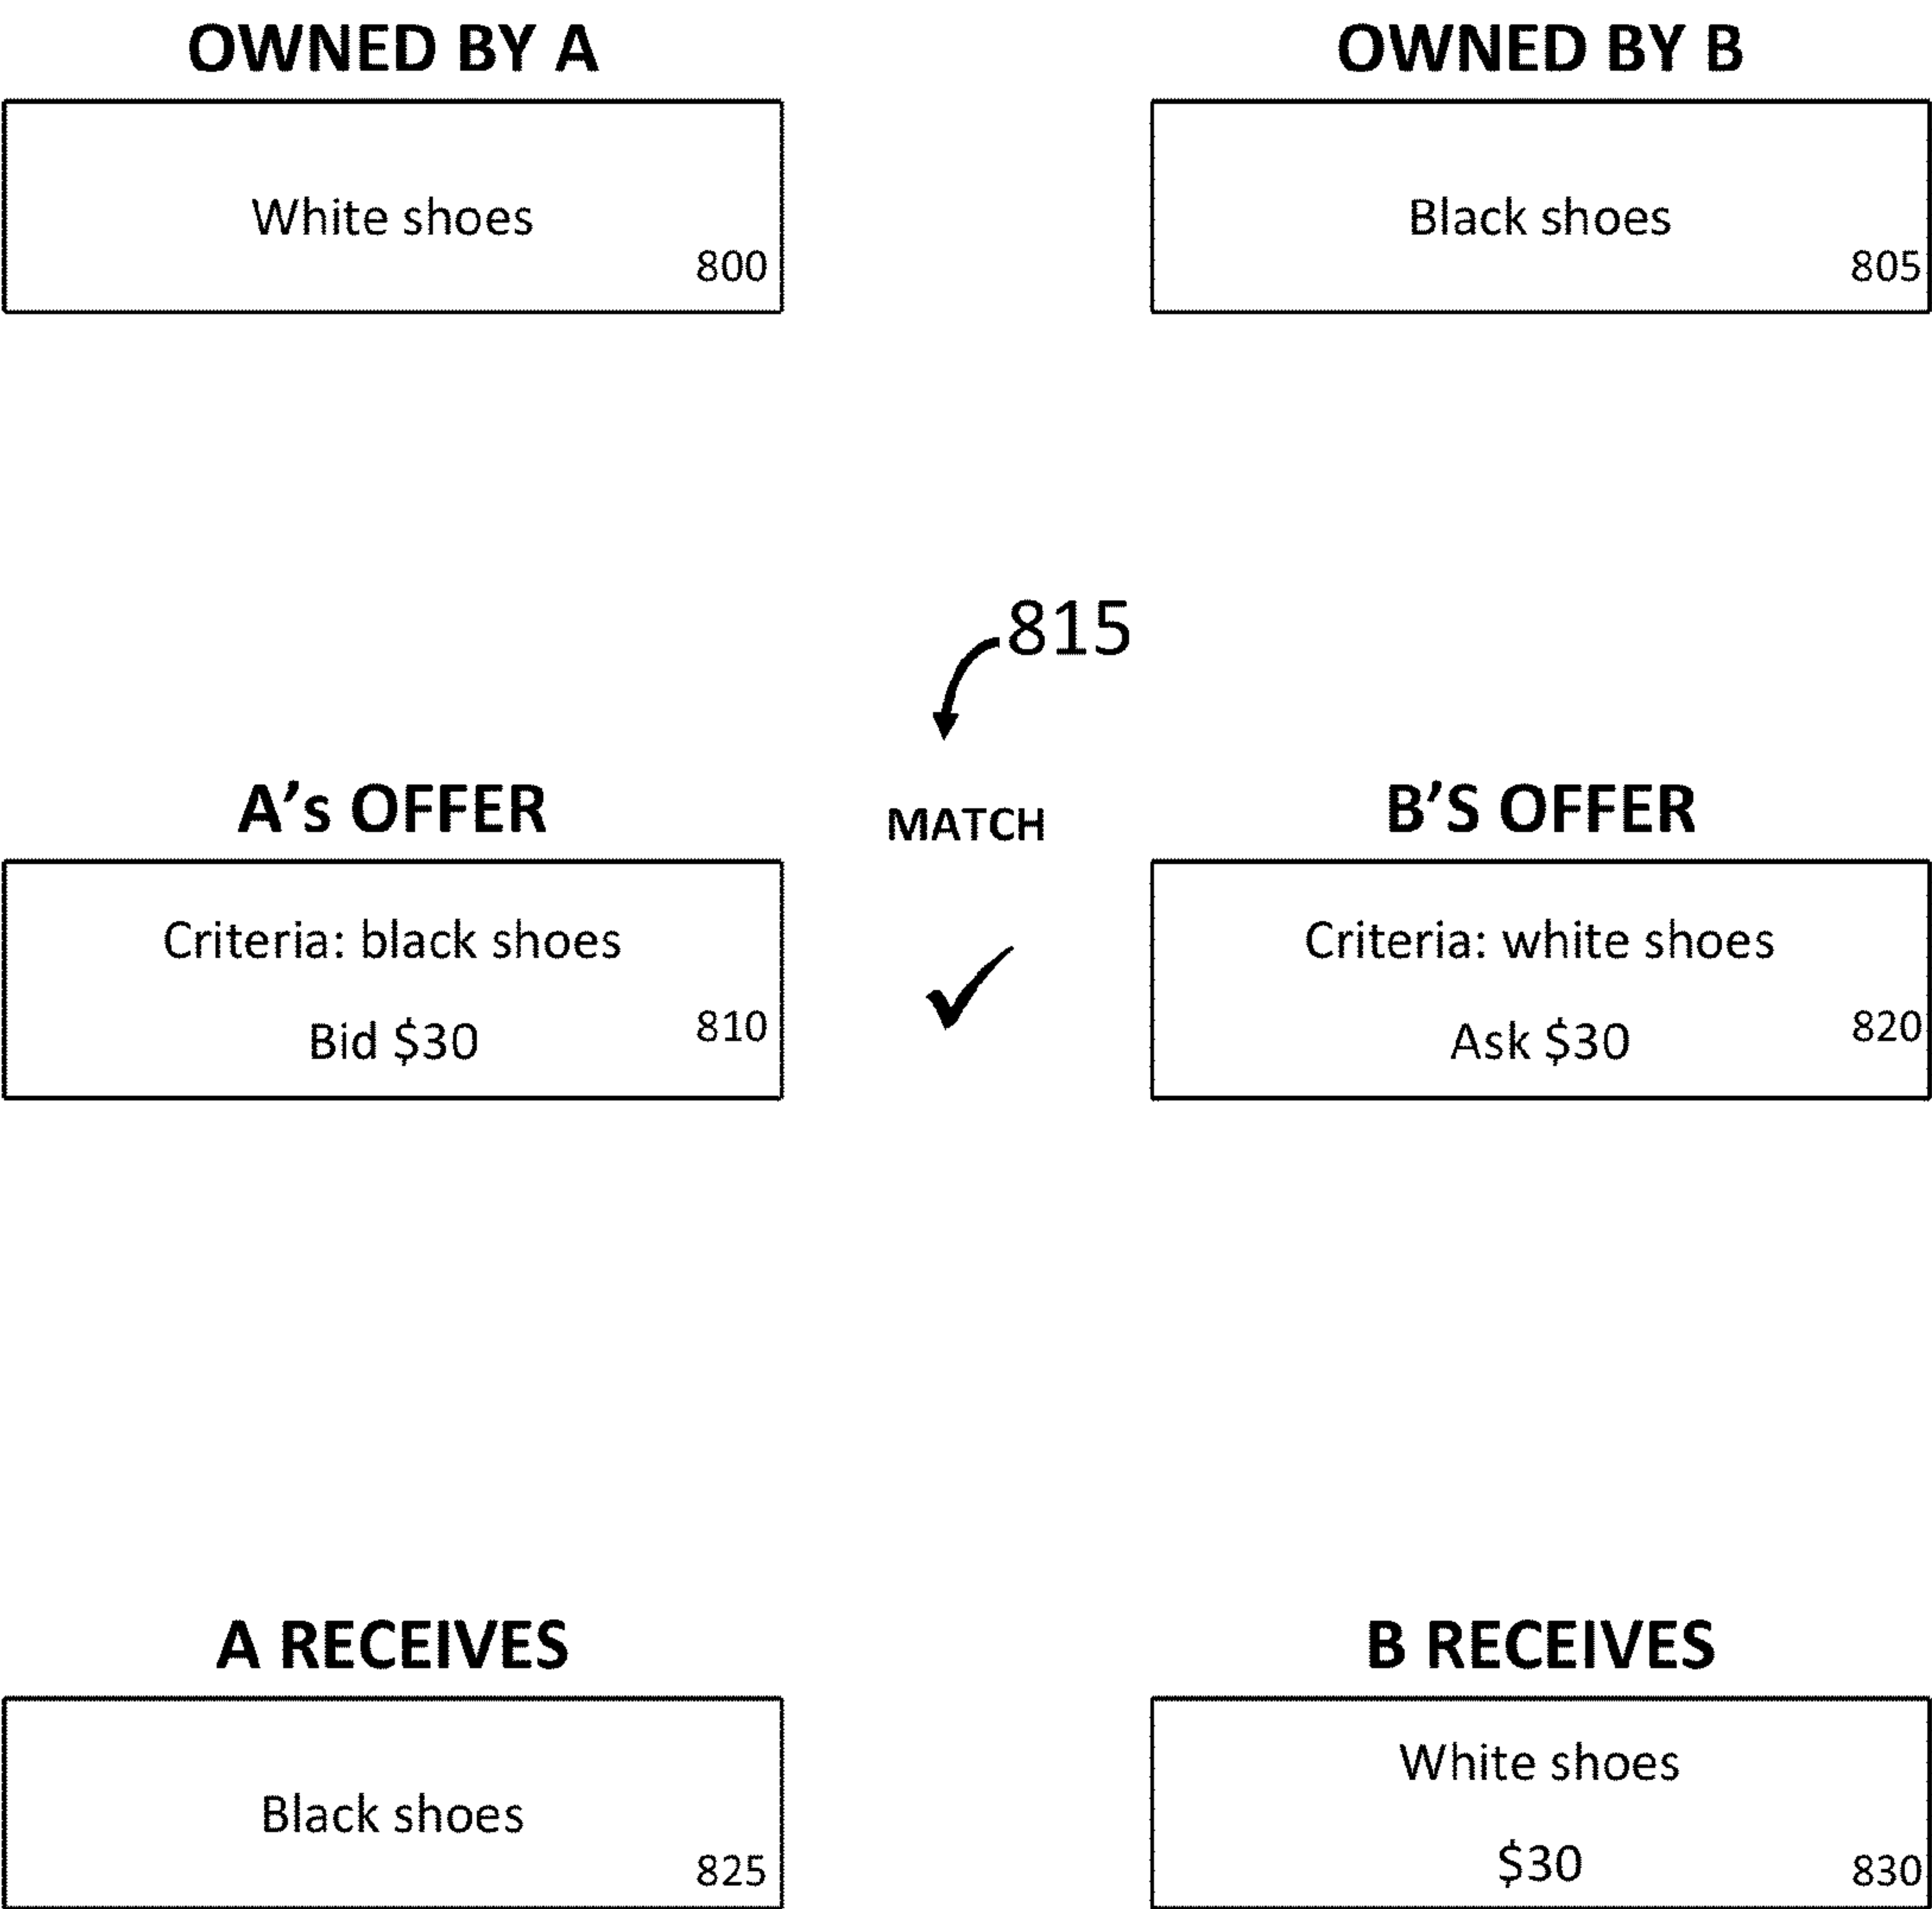 OWNED BY A
OWNED BY B
White shoes
800
Black shoes
805
815
A's OFFER
MATCH
B'S OFFER
Criteria: black shoes
Bid $30
810
Criteria: white shoes
Ask $30
820
A RECEIVES
B RECEIVES
Black shoes
825
White shoes
$30
830